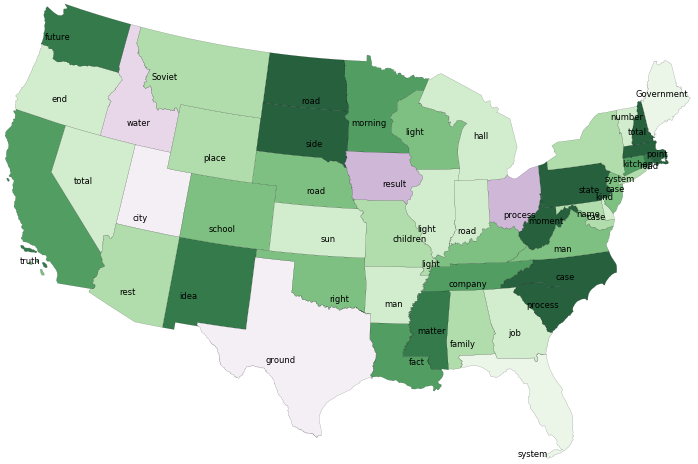 future
Soviet
end
road
Government
number
water
morning
light
total
hall
side
place
point
kitchen
road
total
result
system
road
state
case
kind
city
process
name
case
moment
school
light
road
sun
children
man
truth
light
case
company
rest
idea
right
man
process
matter
job
family
ground
fact
system